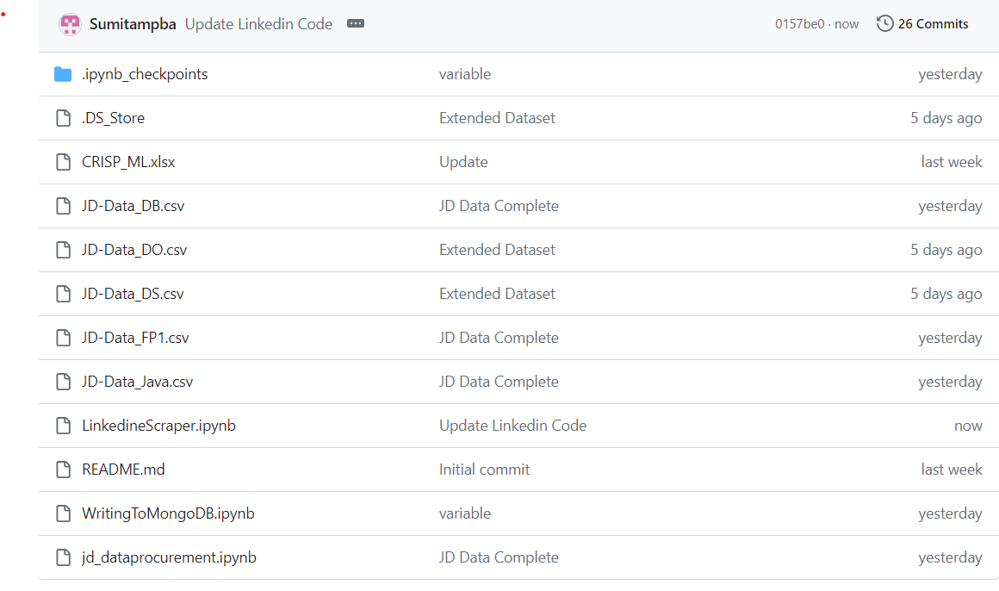 Sumitampba Update Linkedin Code 0157be0 · now 26 Commits
.ipynb_checkpoints variable yesterday
.DS_Store Extended Dataset 5 days ago
CRISP_ML.xlsx Update last week
JD-Data_DB.csv JD Data Complete yesterday
JD-Data_DO.csv Extended Dataset 5 days ago
JD-Data_DS.csv Extended Dataset 5 days ago
JD-Data_FP1.csv JD Data Complete yesterday
JD-Data_Java.csv JD Data Complete yesterday
LinkedineScraper.ipynb Update Linkedin Code now
README.md Initial commit last week
WritingToMongoDB.ipynb variable yesterday
jd_dataprocurement.ipynb JD Data Complete yesterday